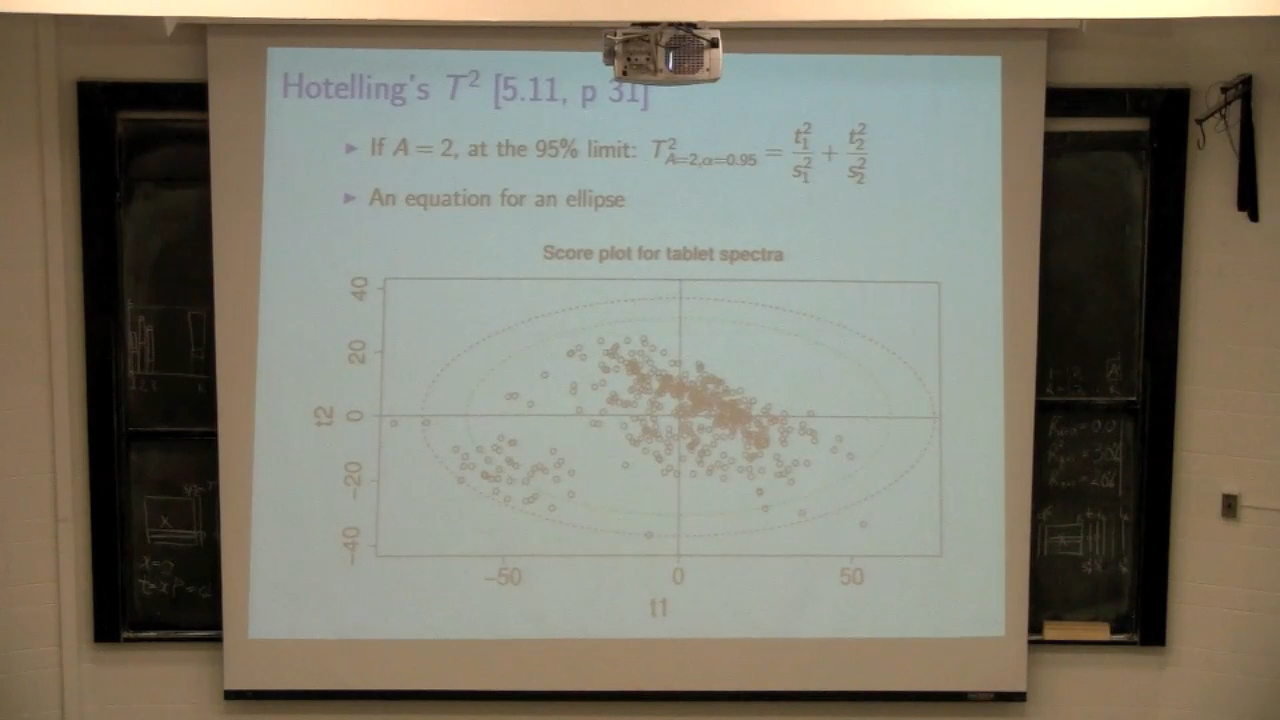 Hotelling's T² [5.11, p 31]
► If A = 2, at the 95% limit: T²_{A=2,α=0.95} = t₁²/s₁² + t₂²/s₂²
► An equation for an ellipse
Score plot for tablet spectra
40
20
0
−20
−40
t2
−50 0 50
t1
X